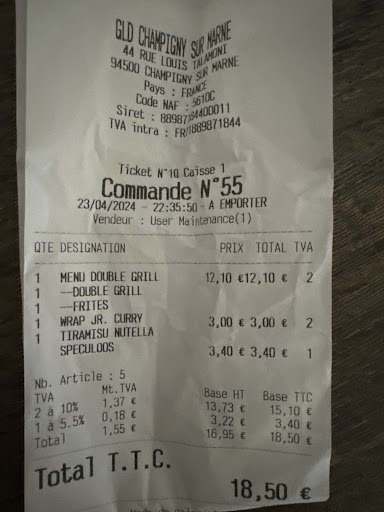 GLD CHAMPIGNY SUR MARNE
44 RUE LOUIS TALAMONI
94500 CHAMPIGNY SUR MARNE
Pays : FRANCE
Code NAF : 5610C
Siret : 88987184400011
TVA intra : FR/1889871844
Ticket N°10 Caisse 1
Commande N°55
23/04/2024 - 22:35:50 - A EMPORTER
Vendeur : User Maintenance(1)
QTE DESIGNATION PRIX TOTAL TVA
1 MENU DOUBLE GRILL 12,10 € 12,10 € 2
1 --DOUBLE GRILL
1 --FRITES
1 WRAP JR. CURRY 3,00 € 3,00 € 2
1 TIRAMISU NUTELLA
SPECULOOS 3,40 € 3,40 € 1
Nb. Article : 5
TVA Mt.TVA Base HT Base TTC
2 à 10% 1,37 € 13,73 € 15,10 €
1 à 5.5% 0,18 € 3,22 € 3,40 €
Total 1,55 € 16,95 € 18,50 €
Total T.T.C.
18,50 €